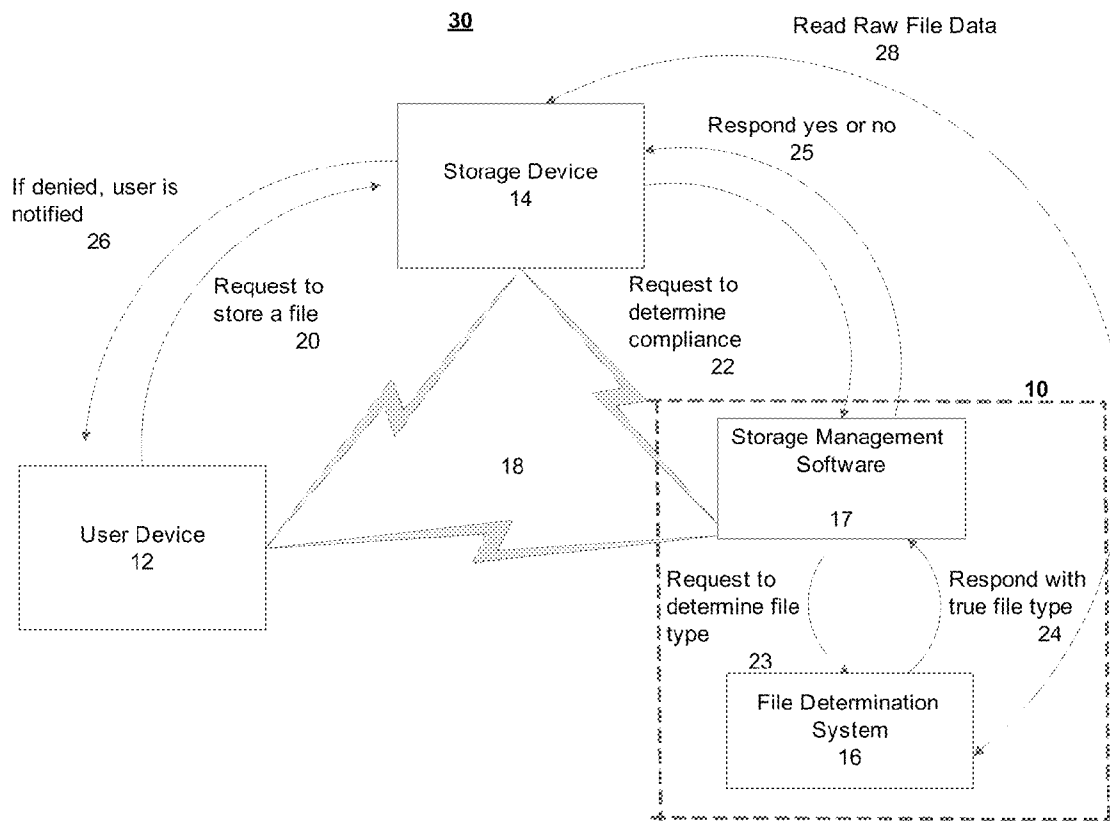 30
Read Raw File Data
28
Respond yes or no
25
Storage Device
14
If denied, user is
notified
26
Request to
store a file
20
Request to
determine
compliance
22
10
Storage Management
Software
17
18
User Device
12
Request to
determine file
type
23
Respond with
true file type
24
File Determination
System
16